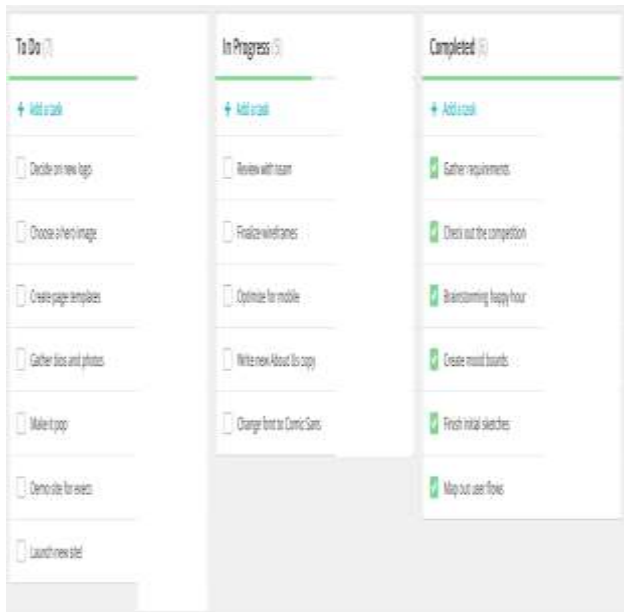 To Do (7)
+ Add a task
Decide on new logo
Choose a hero image
Create page templates
Gather bios and photos
Make it pop
Demo site for execs
Launch new site!
In Progress (5)
+ Add a task
Review with team
Finalize wireframes
Optimize for mobile
Write new About Us copy
Change font to Comic Sans
Completed (6)
+ Add a task
Gather requirements
Check out the competition
Brainstorming happy hour
Create mood boards
Finish initial sketches
Map out user flows